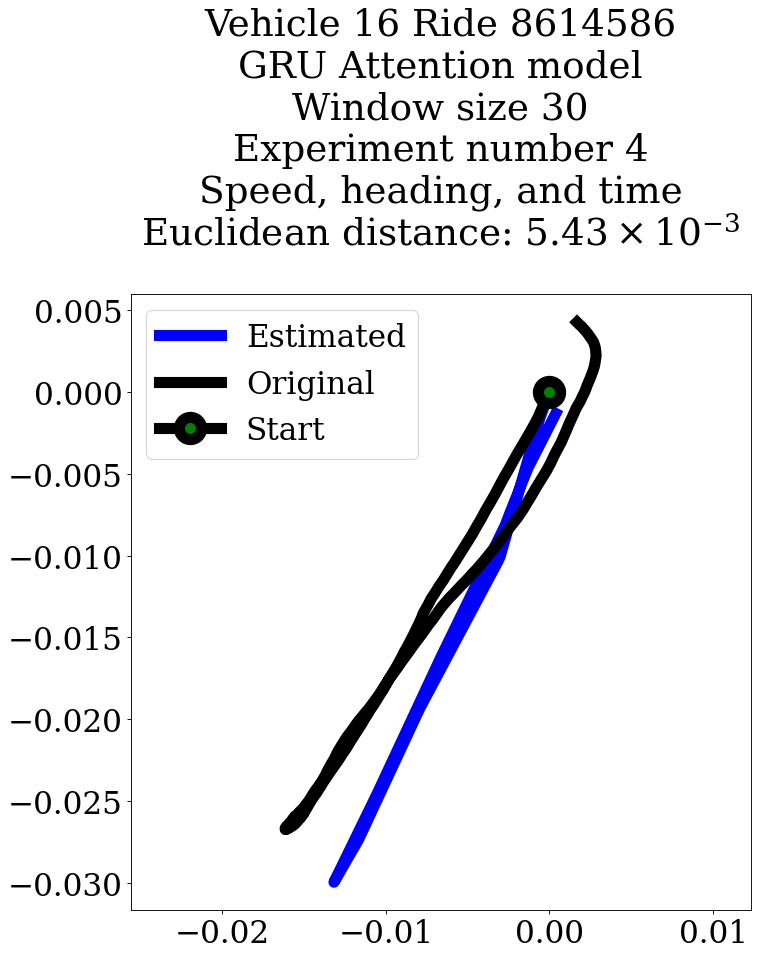 Vehicle 16 Ride 8614586
GRU Attention model
Window size 30
Experiment number 4
Speed, heading, and time
Euclidean distance: 5.43 × 10⁻³
Estimated
Original
Start
0.005
0.000
−0.005
−0.010
−0.015
−0.020
−0.025
−0.030
−0.02
−0.01
0.00
0.01